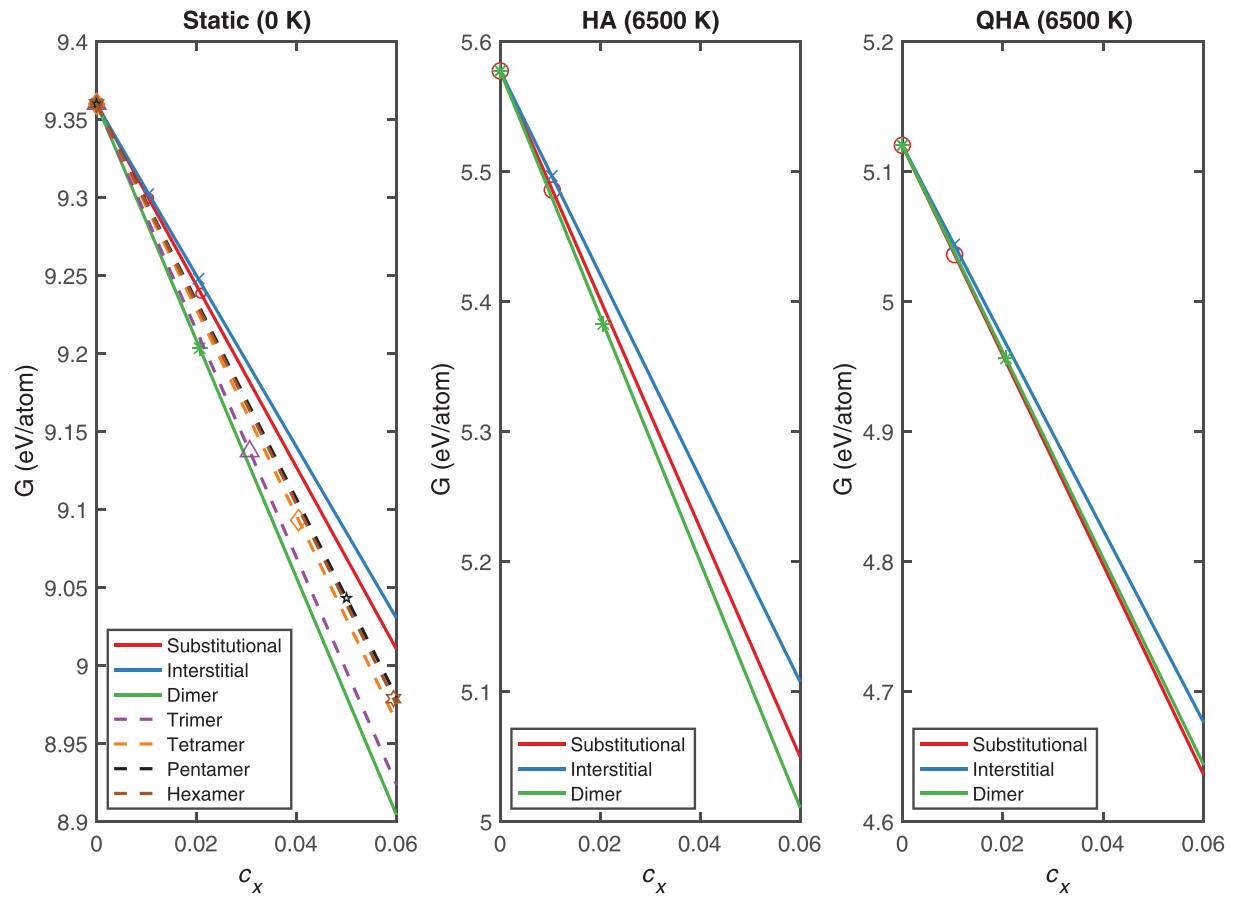 Static (0 K)
9.4
9.35
9.3
9.25
9.2
9.15
9.1
9.05
9
8.95
8.9
G (eV/atom)
Substitutional
Interstitial
Dimer
Trimer
Tetramer
Pentamer
Hexamer
0 0.02 0.04 0.06
c x
HA (6500 K)
5.6
5.5
5.4
5.3
5.2
5.1
5
G (eV/atom)
Substitutional
Interstitial
Dimer
0 0.02 0.04 0.06
c x
QHA (6500 K)
5.2
5.1
5
4.9
4.8
4.7
4.6
G (eV/atom)
Substitutional
Interstitial
Dimer
0 0.02 0.04 0.06
c x